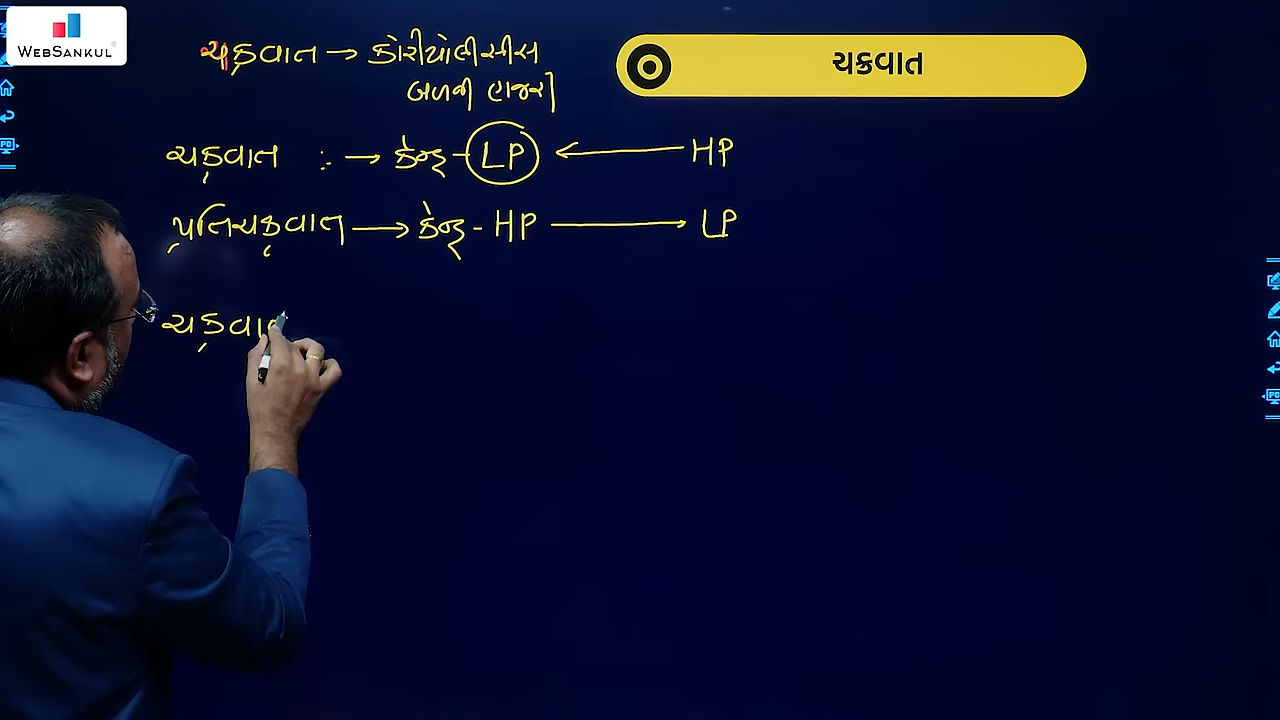 WEBSANKUL
ચક્રવાત
ચક્રવાત → કોરીયોલીસીસ
બળની હાજરી
ચક્રવાત : → કેન્દ્ર - LP ← HP
પ્રતિચક્રવાત → કેન્દ્ર - HP → LP
ચક્રવાત